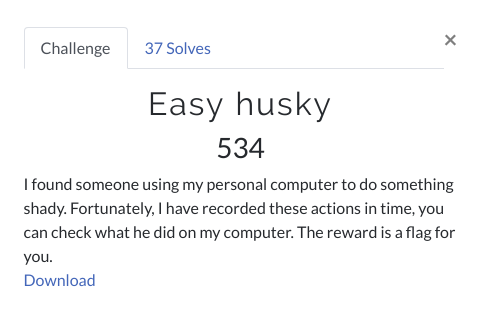 Challenge
37 Solves
×
Easy husky
534
I found someone using my personal computer to do something
shady. Fortunately, I have recorded these actions in time, you
can check what he did on my computer. The reward is a flag for
you.
Download